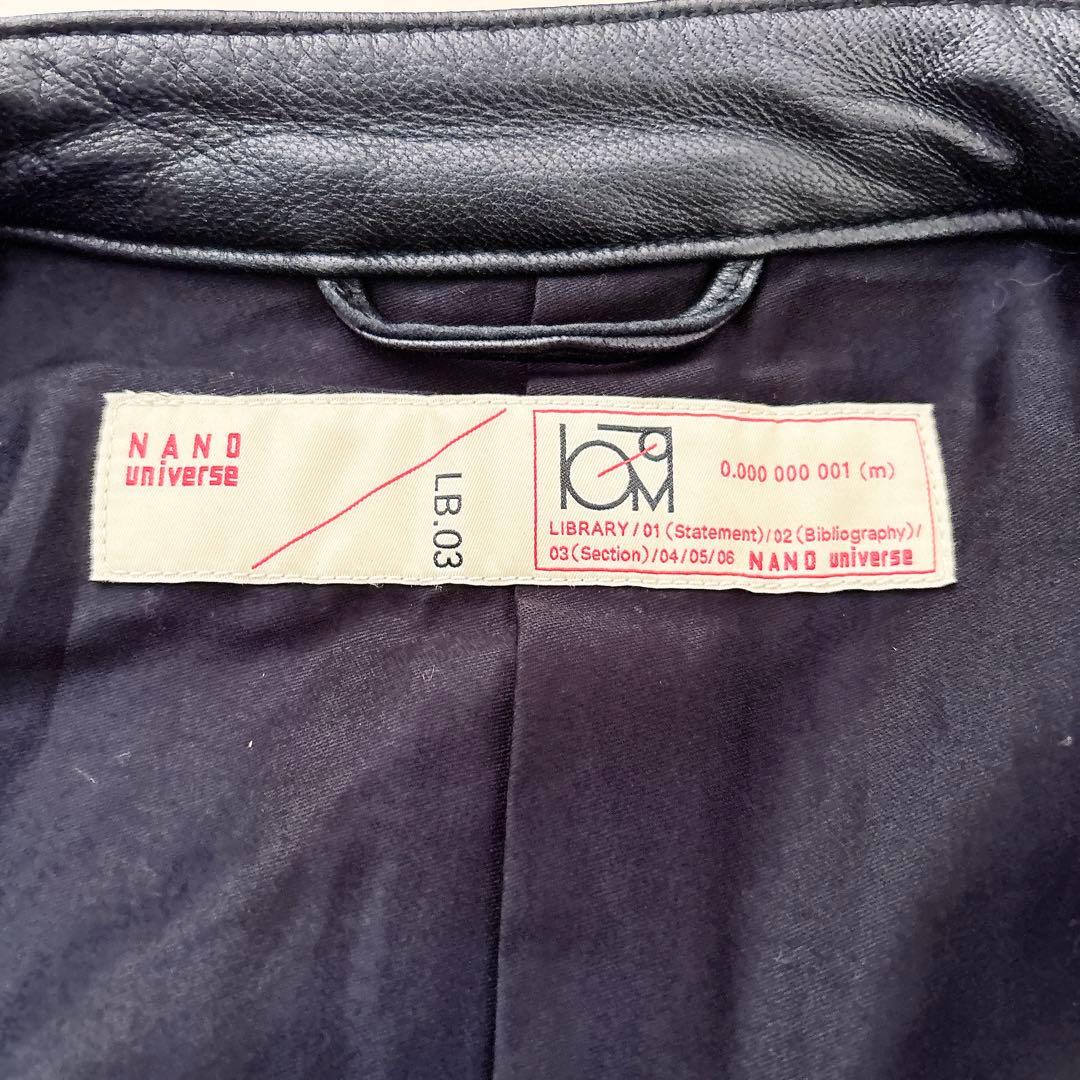 NANO
universe
LB.03
0.000 000 001 (m)
LIBRARY/01 (Statement)/02 (Bibliography)/
03 (Section)/04/05/06 NANO universe